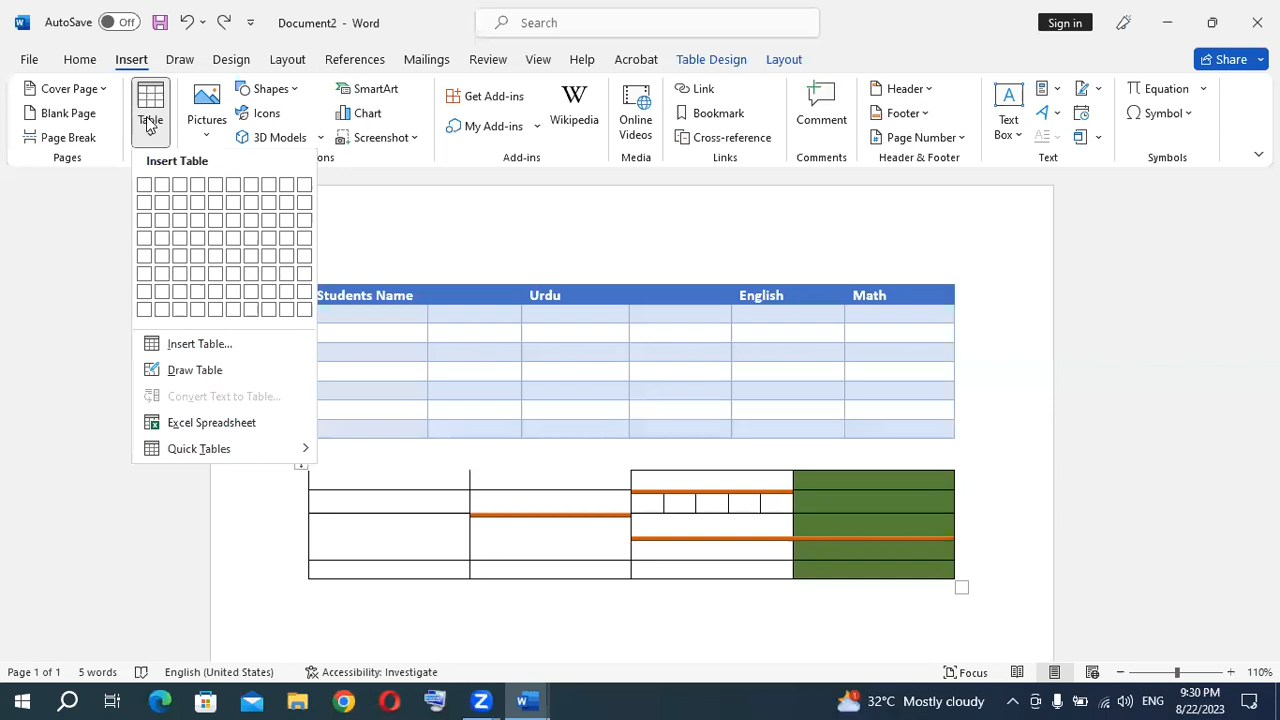 AutoSave Off Document2 - Word Search Sign in
File Home Insert Draw Design Layout References Mailings Review View Help Acrobat Table Design Layout Share
Cover Page
Blank Page
Page Break
Pages
Table
Pictures
Shapes
Icons
3D Models
SmartArt
Chart
Screenshot
ons
Get Add-ins
My Add-ins
Wikipedia
Add-ins
Online
Videos
Media
Link
Bookmark
Cross-reference
Links
Comment
Comments
Header
Footer
Page Number
Header & Footer
A
Text
Box
Text
Equation
Symbol
Symbols
Insert Table
Insert Table...
Draw Table
Convert Text to Table...
Excel Spreadsheet
Quick Tables
Students Name Urdu English Math
Page 1 of 1 5 words English (United States) Accessibility: Investigate Focus 110%
32°C Mostly cloudy ENG 9:30 PM
8/22/2023